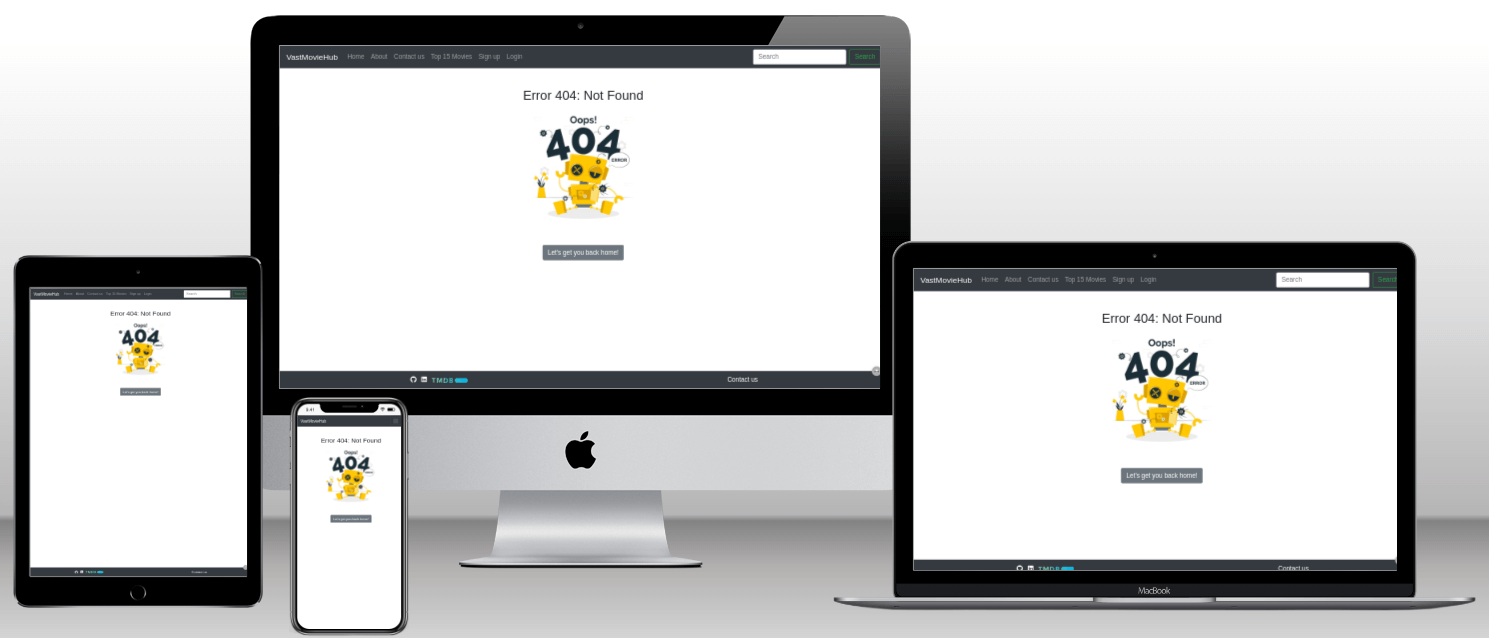 VastMovieHub Home About Contact us Top 15 Movies Sign up Login Search Search
Error 404: Not Found
Oops!
404
ERROR
Let's get you back home!
TMDB Contact us
VastMovieHub Home About Contact us Top 15 Movies Sign up Login Search Search
Error 404: Not Found
Oops!
404
ERROR
Let's get you back home!
TMDB Contact us
MacBook
VastMovieHub Home About Contact us Top 15 Movies Sign up Login Search Search
Error 404: Not Found
Oops!
404
Let's get you back home!
TMDB Contact us
9:41
VastMovieHub
Error 404: Not Found
Oops!
404
Let's get you back home!